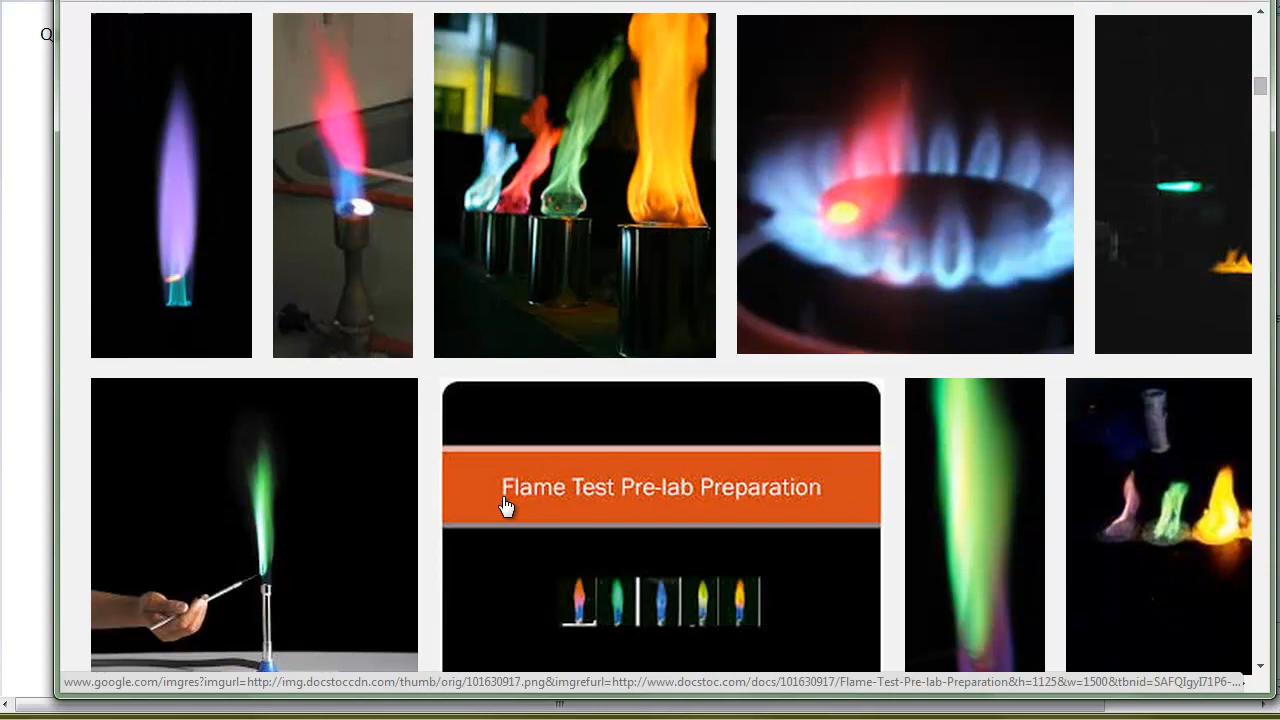 Q
Flame Test Pre-lab Preparation
www.google.com/imgres?imgurl=http://img.docstoccdn.com/thumb/orig/101630917.png&imgrefurl=http://www.docstoc.com/docs/101630917/Flame-Test-Pre-lab-Preparation&h=1125&w=1500&tbnid=SAFQIgyI71P6-...